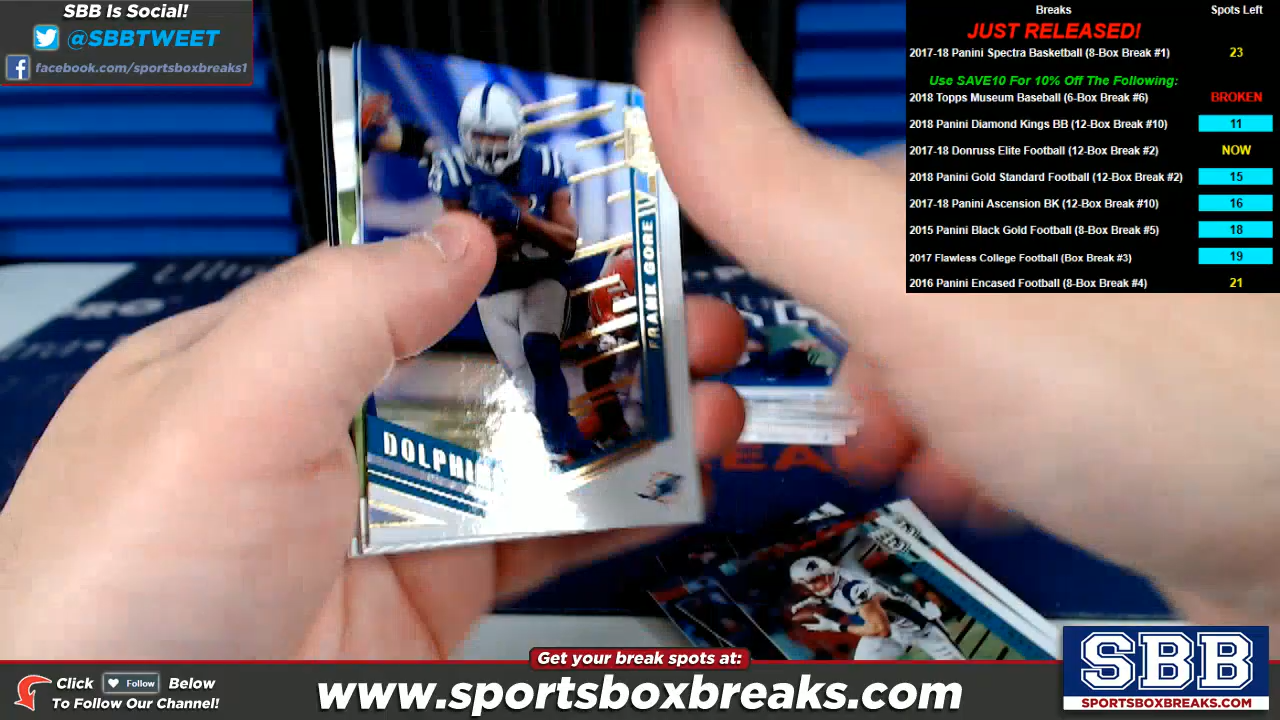 SBB Is Social!
@SBBTWEET
facebook.com/sportsboxbreaks1
Breaks Spots Left
JUST RELEASED!
2017-18 Panini Spectra Basketball (8-Box Break #1) 23
Use SAVE10 For 10% Off The Following:
2018 Topps Museum Baseball (6-Box Break #6) BROKEN
2018 Panini Diamond Kings BB (12-Box Break #10) 11
2017-18 Donruss Elite Football (12-Box Break #2) NOW
2018 Panini Gold Standard Football (12-Box Break #2) 15
2017-18 Panini Ascension BK (12-Box Break #10) 16
2015 Panini Black Gold Football (8-Box Break #5) 18
2017 Flawless College Football (Box Break #3) 19
2016 Panini Encased Football (8-Box Break #4) 21
FRANK GORE
Get your break spots at:
Click Follow Below
To Follow Our Channel!
www.sportsboxbreaks.com
SBB
SPORTSBOXBREAKS.COM